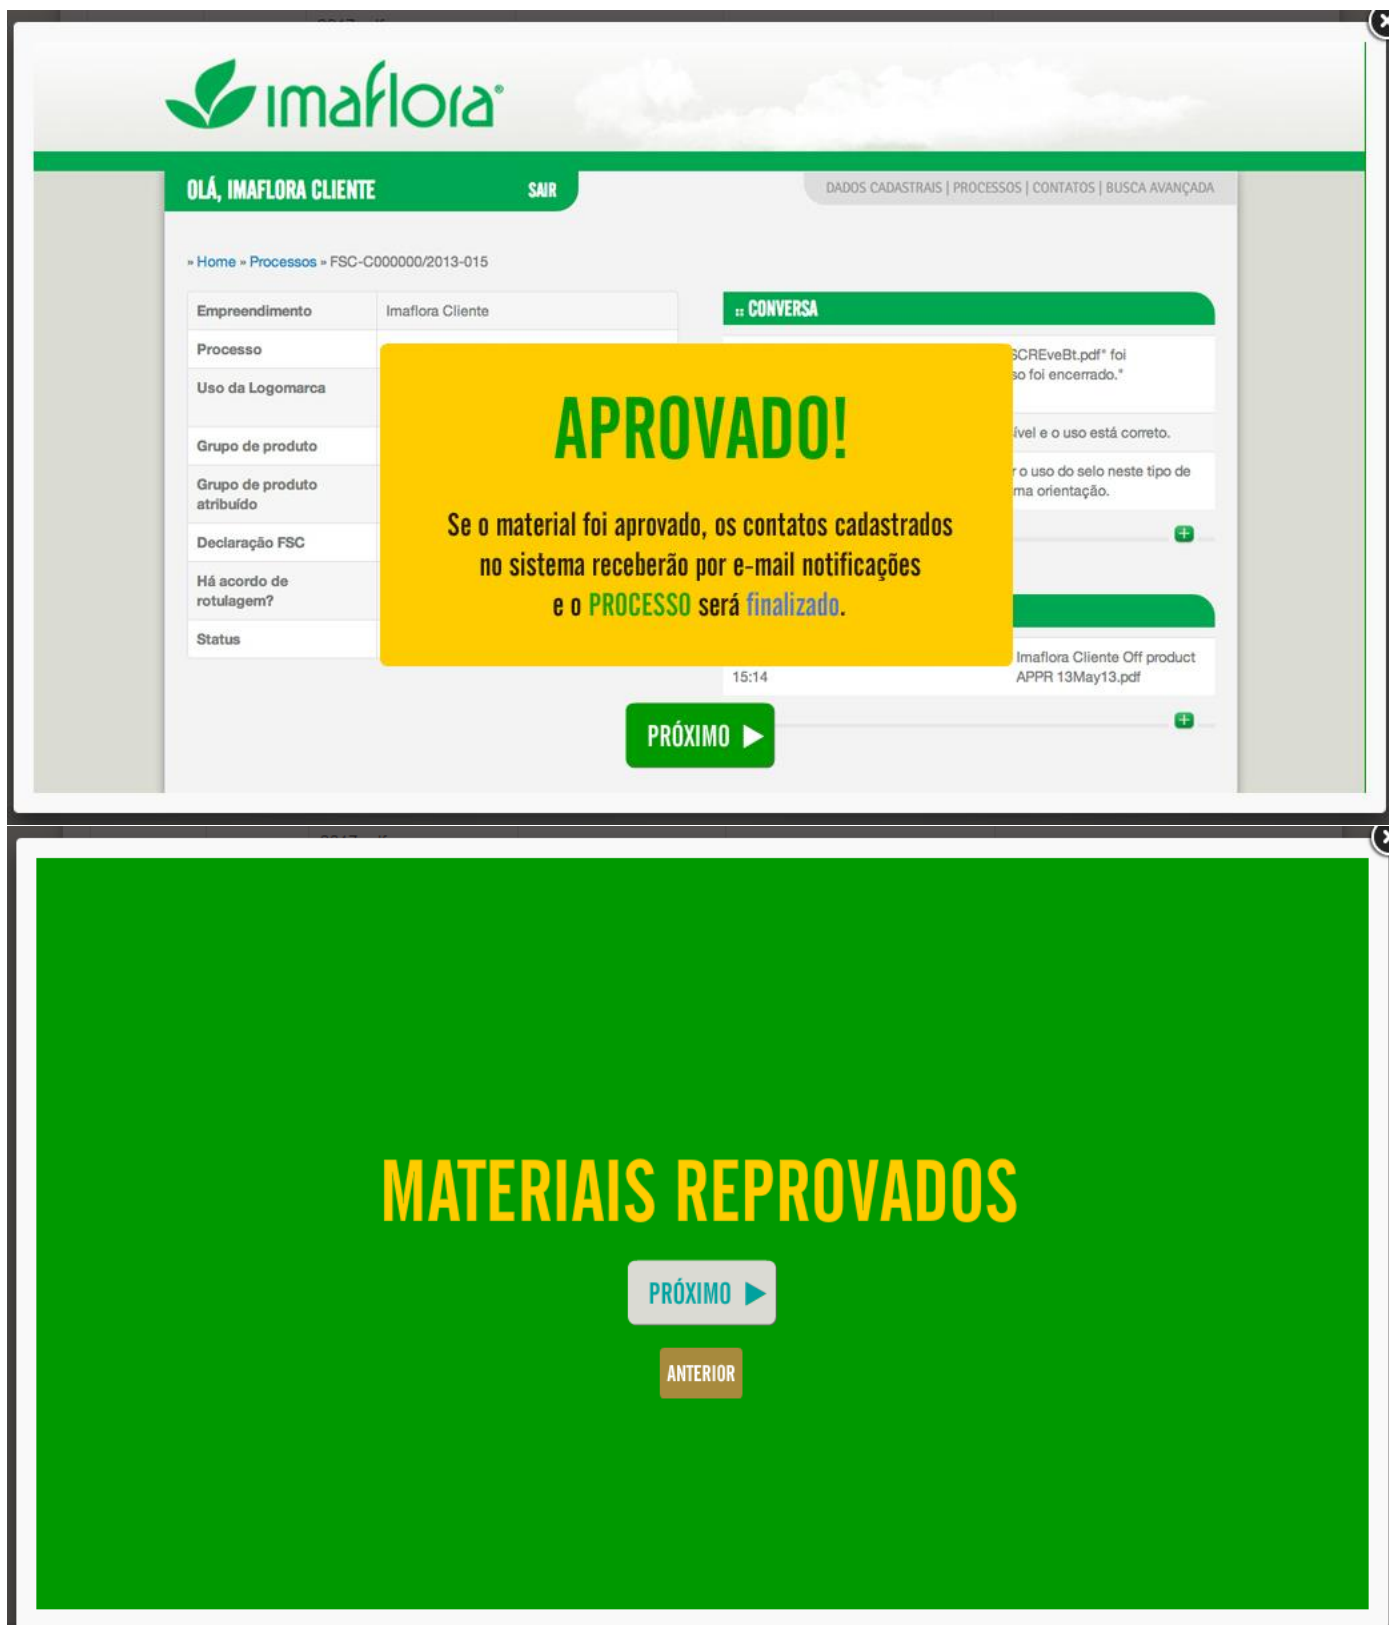 imaflora
OLÁ, IMAFLORA CLIENTE
SAIR
DADOS CADASTRAIS | PROCESSOS | CONTATOS | BUSCA AVANÇADA
» Home » Processos » FSC-C000000/2013-015
Empreendimento
Imaflora Cliente
Processo
Uso da Logomarca
Grupo de produto
Grupo de produto
atribuído
Declaração FSC
Há acordo de
rotulagem?
Status
:: CONVERSA
SCREveBt.pdf" foi
so foi encerrado."
ível e o uso está correto.
r o uso do selo neste tipo de
ma orientação.
APROVADO!
Se o material foi aprovado, os contatos cadastrados
no sistema receberão por e-mail notificações
e o PROCESSO será finalizado.
15:14
Imaflora Cliente Off product
APPR 13May13.pdf
PRÓXIMO
MATERIAIS REPROVADOS
PRÓXIMO
ANTERIOR